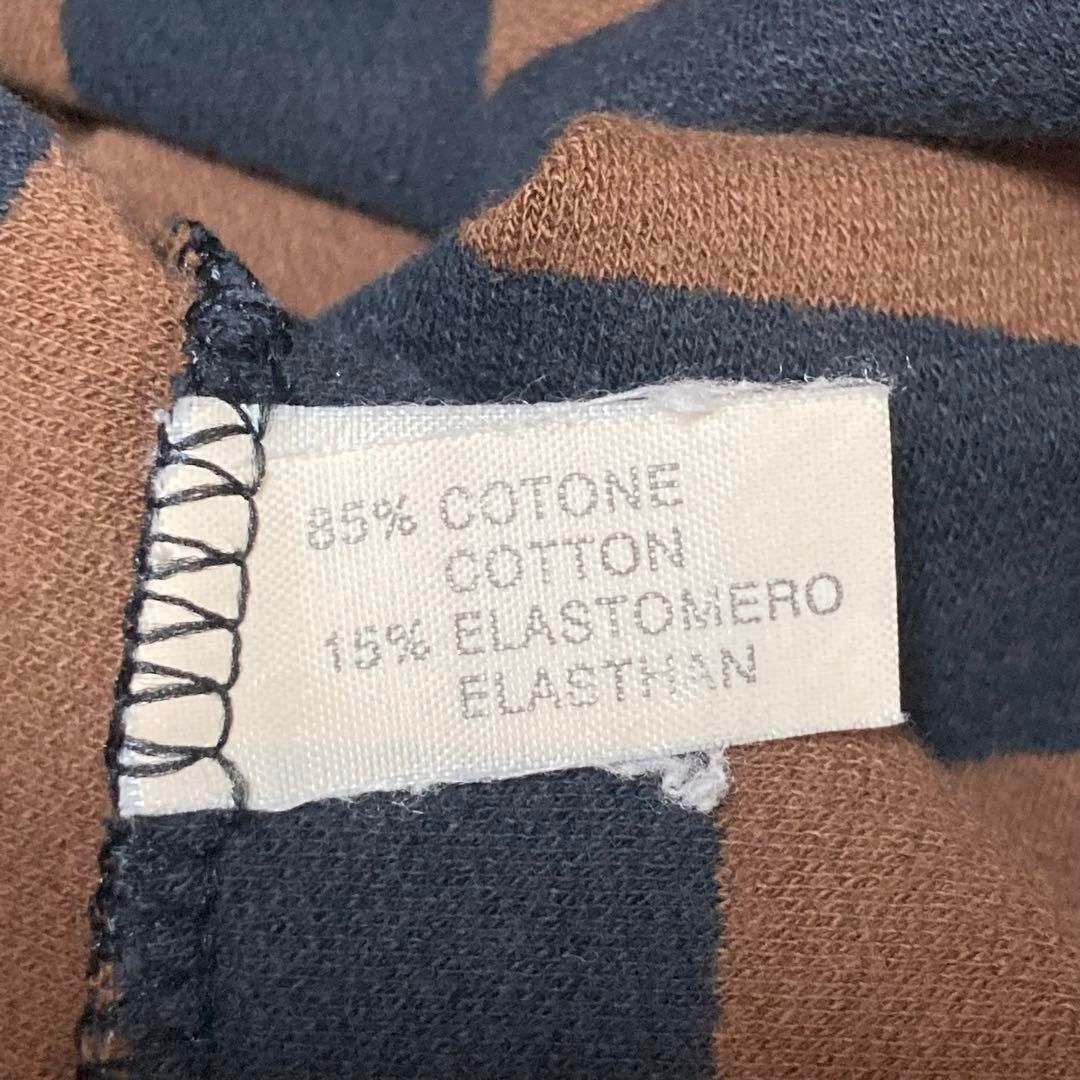 85% COTONE
COTTON
15% ELASTOMERO
ELASTHAN